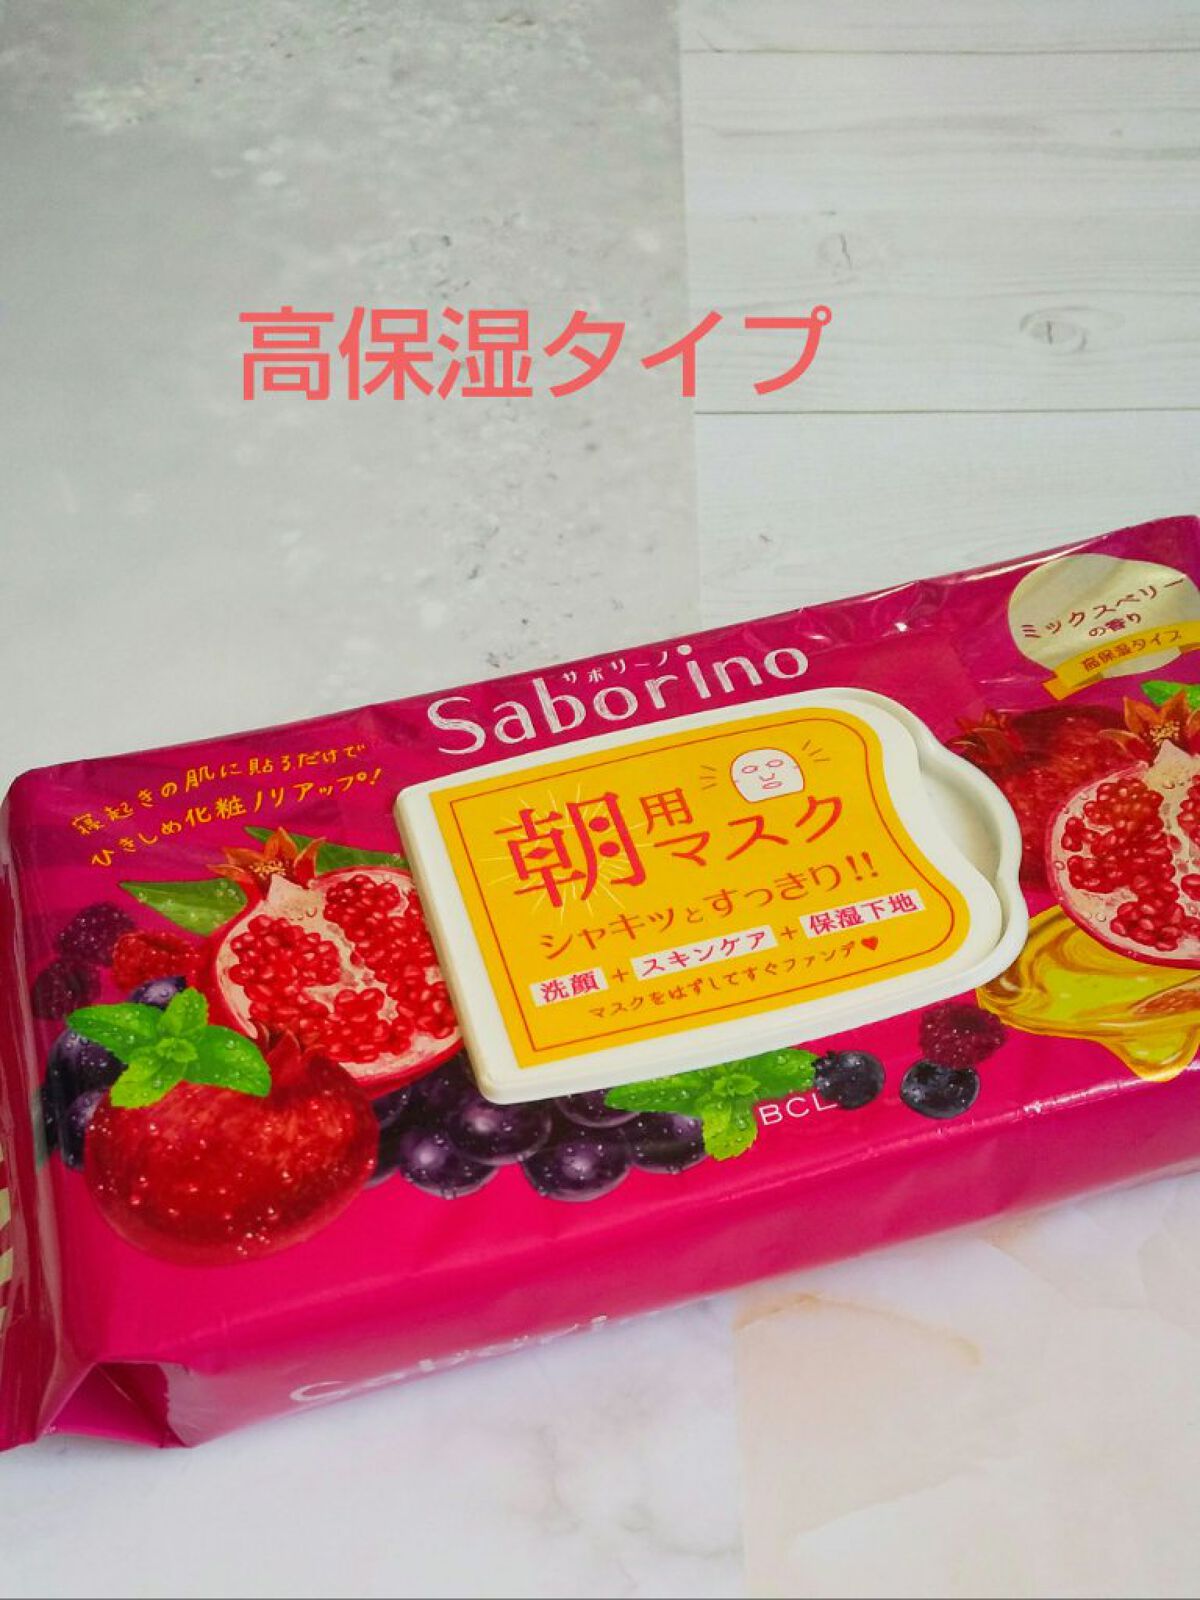 高保湿タイプ
ミックスベリー
の香り
高保湿タイプ
サボリーノ
Saborino
寝起きの肌に貼るだけで
ひきしめ化粧ノリアップ!
朝用
マスク
シャキッとすっきり!!
洗顔+スキンケア+保湿下地
マスクをはずしてすぐファンデ♥
BCL